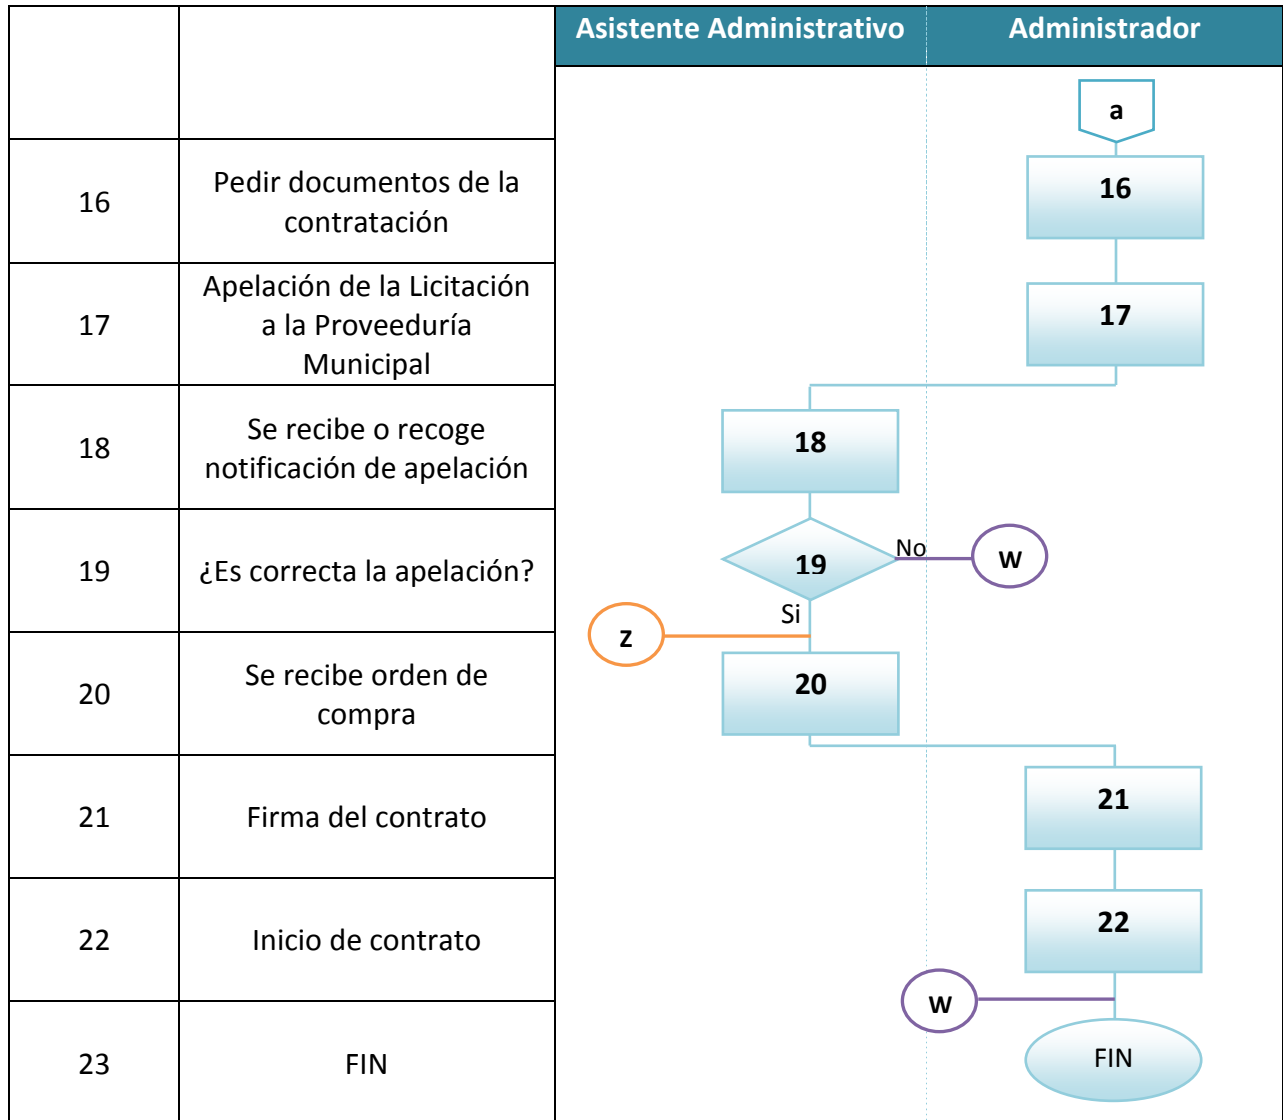 Asistente Administrativo
Administrador
a
16
Pedir documentos de la
contratación
16
17
Apelación de la Licitación
a la Proveeduría
Municipal
17
18
Se recibe o recoge
notificación de apelación
18
19
¿Es correcta la apelación?
19
No
W
Si
Z
20
Se recibe orden de
compra
20
21
Firma del contrato
21
22
Inicio de contrato
22
W
23
FIN
FIN